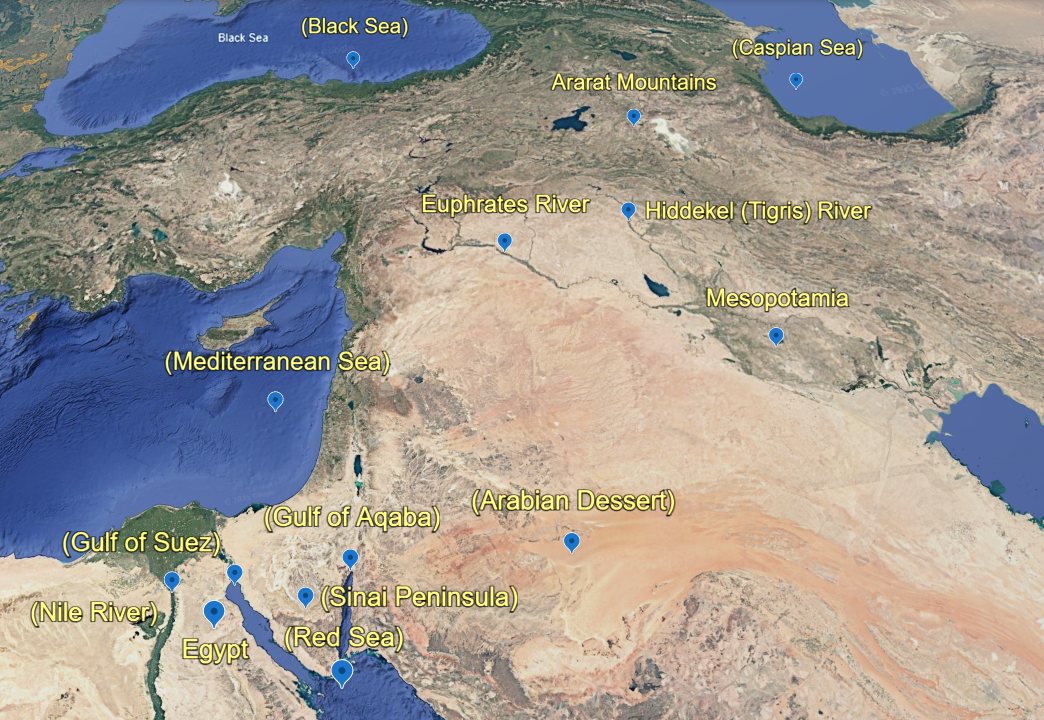 (Black Sea)
Black Sea
(Caspian Sea)
Ararat Mountains
Euphrates River
Hiddekel (Tigris) River
Mesopotamia
(Mediterranean Sea)
(Arabian Dessert)
(Gulf of Aqaba)
(Gulf of Suez)
(Sinai Peninsula)
(Nile River)
(Red Sea)
Egypt